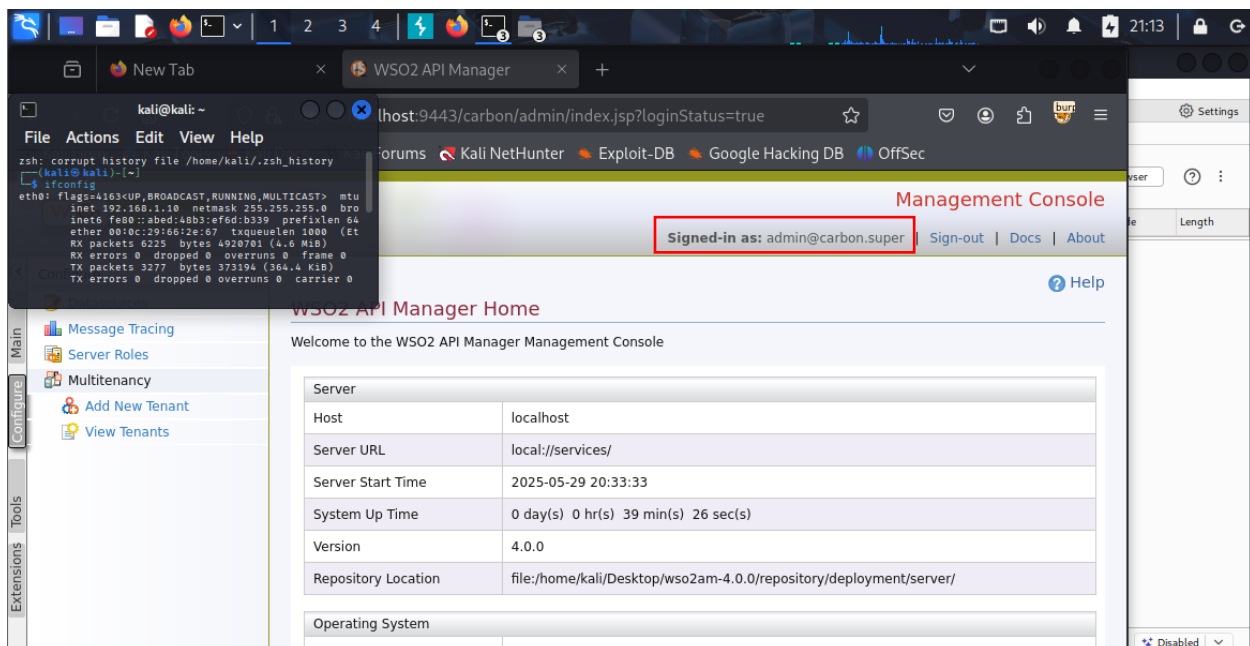 1 2 3 4 21:13
New Tab × WSO2 API Manager × +
kali@kali: ~
lhost:9443/carbon/admin/index.jsp?loginStatus=true
burp
Settings
File Actions Edit View Help
Forums Kali NetHunter Exploit-DB Google Hacking DB OffSec
zsh: corrupt history file /home/kali/.zsh_history
(kali㉿kali)-[~]
$ ifconfig
eth0: flags=4163<UP,BROADCAST,RUNNING,MULTICAST> mtu
inet 192.168.1.10 netmask 255.255.255.0 bro
inet6 fe80::abed:48b3:ef6d:b339 prefixlen 64
ether 00:0c:29:66:2e:67 txqueuelen 1000 (Et
RX packets 6225 bytes 4920701 (4.6 MiB)
RX errors 0 dropped 0 overruns 0 frame 0
TX packets 3277 bytes 373194 (364.4 KiB)
TX errors 0 dropped 0 overruns 0 carrier 0
wser
Length
Management Console
Signed-in as: admin@carbon.super | Sign-out | Docs | About
Help
Main
Configure
Tools
Extensions
Message Tracing
Server Roles
Multitenancy
Add New Tenant
View Tenants
WSO2 API Manager Home
Welcome to the WSO2 API Manager Management Console
Server
Host localhost
Server URL local://services/
Server Start Time 2025-05-29 20:33:33
System Up Time 0 day(s) 0 hr(s) 39 min(s) 26 sec(s)
Version 4.0.0
Repository Location file:/home/kali/Desktop/wso2am-4.0.0/repository/deployment/server/
Operating System
Disabled